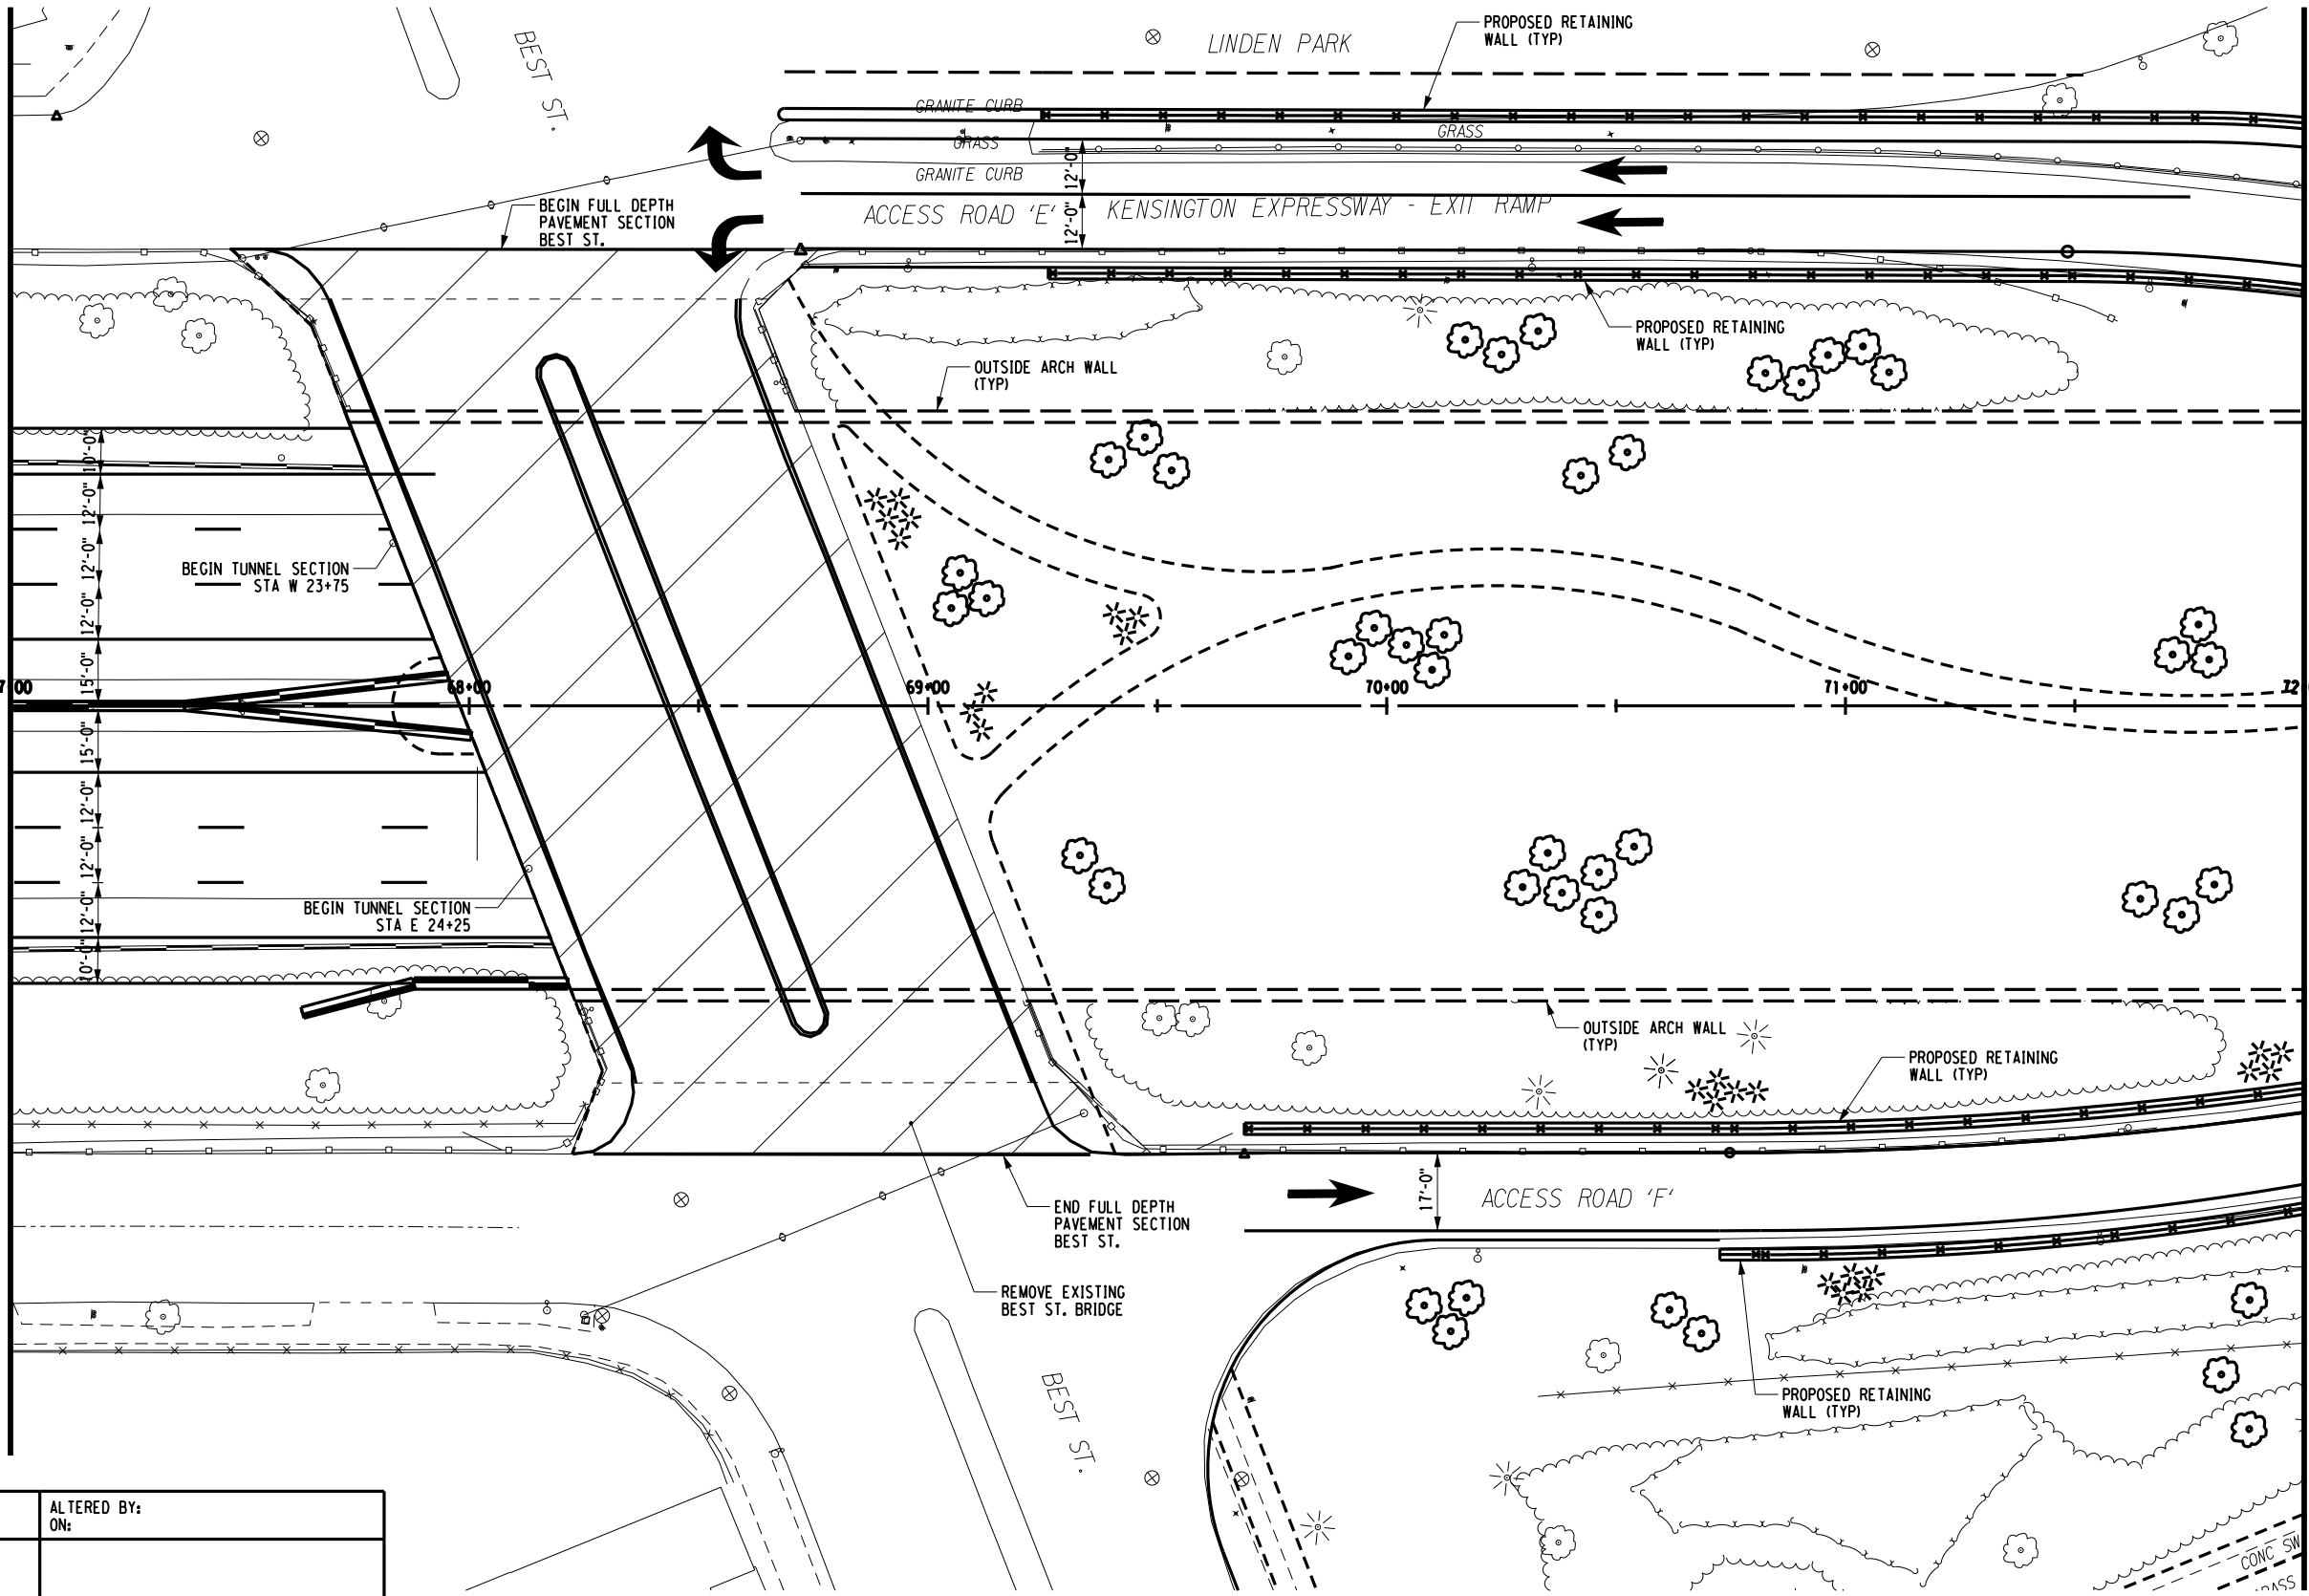 BEST ST.
LINDEN PARK
PROPOSED RETAINING
WALL (TYP)
GRANITE CURB
GRASS
GRASS
GRANITE CURB
12'-0"
12'-0"
ACCESS ROAD 'E'
KENSINGTON EXPRESSWAY - EXIT RAMP
BEGIN FULL DEPTH
PAVEMENT SECTION
BEST ST.
PROPOSED RETAINING
WALL (TYP)
OUTSIDE ARCH WALL
(TYP)
10'-0"
12'-0"
12'-0"
12'-0"
15'-0"
15'-0"
12'-0"
12'-0"
12'-0"
10'-0"
BEGIN TUNNEL SECTION
STA W 23+75
68+00
69+00
70+00
71+00
BEGIN TUNNEL SECTION
STA E 24+25
OUTSIDE ARCH WALL
(TYP)
PROPOSED RETAINING
WALL (TYP)
17'-0"
ACCESS ROAD 'F'
END FULL DEPTH
PAVEMENT SECTION
BEST ST.
REMOVE EXISTING
BEST ST. BRIDGE
BEST ST.
PROPOSED RETAINING
WALL (TYP)
CONC SW
ALTERED BY:
ON: